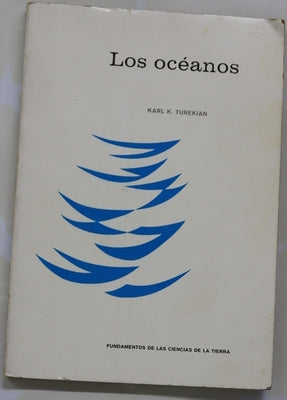 Los océanos
KARL K. TUREKIAN
FUNDAMENTOS DE LAS CIENCIAS DE LA TIERRA